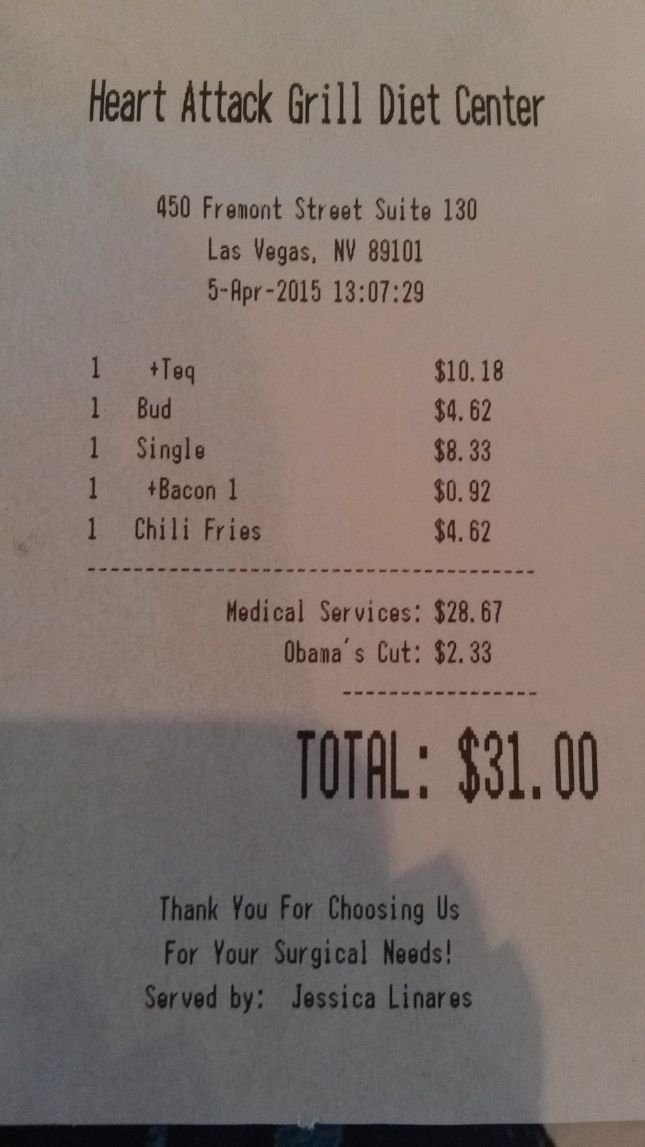 Heart Attack Grill Diet Center
450 Fremont Street Suite 130
Las Vegas, NV 89101
5-Apr-2015 13:07:29
1 +Teq $10.18
1 Bud $4.62
1 Single $8.33
1 +Bacon 1 $0.92
1 Chili Fries $4.62
---------------------------------------
Medical Services: $28.67
Obama's Cut: $2.33
-----------------
TOTAL: $31.00
Thank You For Choosing Us
For Your Surgical Needs!
Served by: Jessica Linares